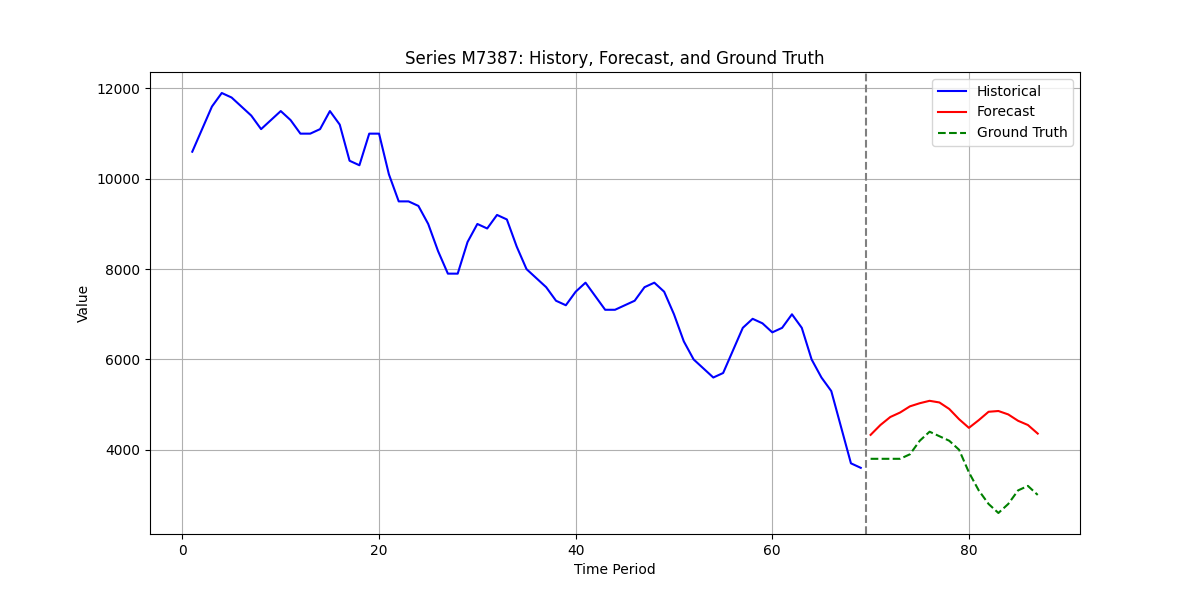 Series M7387: History, Forecast, and Ground Truth
Historical
Forecast
Ground Truth
12000
10000
8000
6000
4000
Value
0 20 40 60 80
Time Period